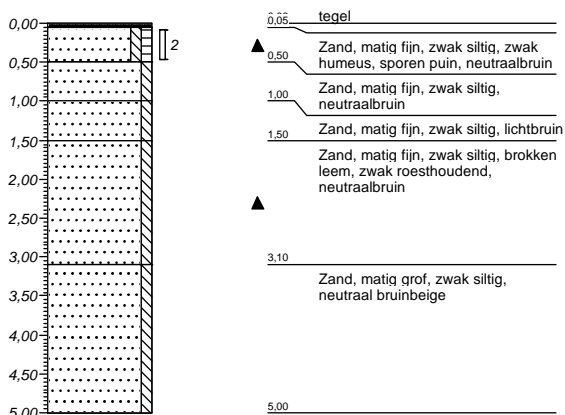 0,00
0,50
1,00
1,50
2,00
2,50
3,00
3,50
4,00
4,50
5,00
2
0,05
tegel
Zand, matig fijn, zwak siltig, zwak
humeus, sporen puin, neutraalbruin
0,50
Zand, matig fijn, zwak siltig,
neutraalbruin
1,00
Zand, matig fijn, zwak siltig, lichtbruin
1,50
Zand, matig fijn, zwak siltig, brokken
leem, zwak roesthoudend,
neutraalbruin
3,10
Zand, matig grof, zwak siltig,
neutraal bruinbeige
5,00